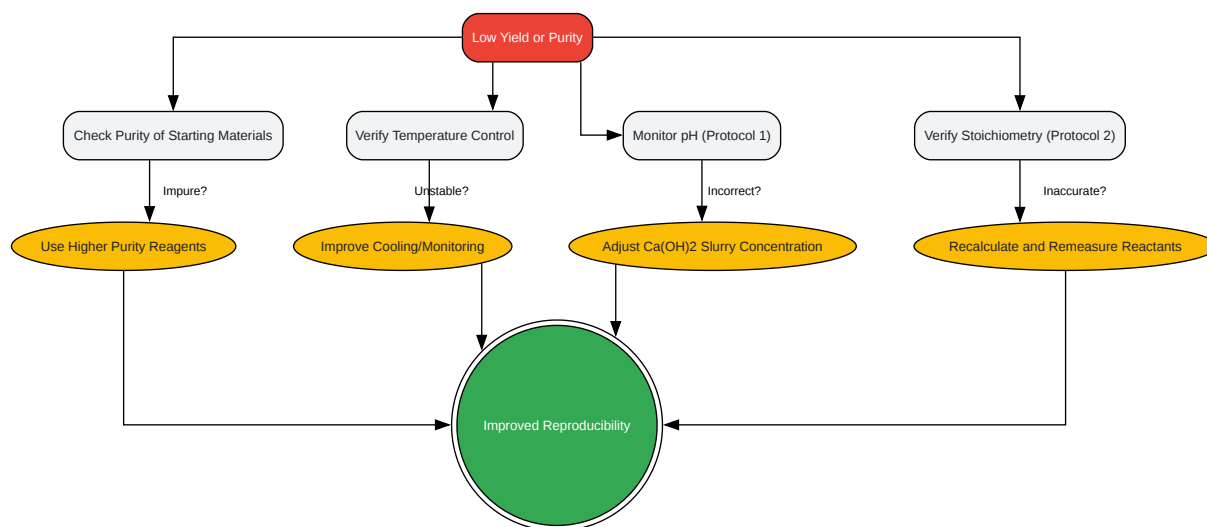 Low Yield or Purity
Check Purity of Starting Materials
Verify Temperature Control
Monitor pH (Protocol 1)
Verify Stoichiometry (Protocol 2)
Impure?
Unstable?
Incorrect?
Inaccurate?
Use Higher Purity Reagents
Improve Cooling/Monitoring
Adjust Ca(OH)2 Slurry Concentration
Recalculate and Remeasure Reactants
Improved Reproducibility